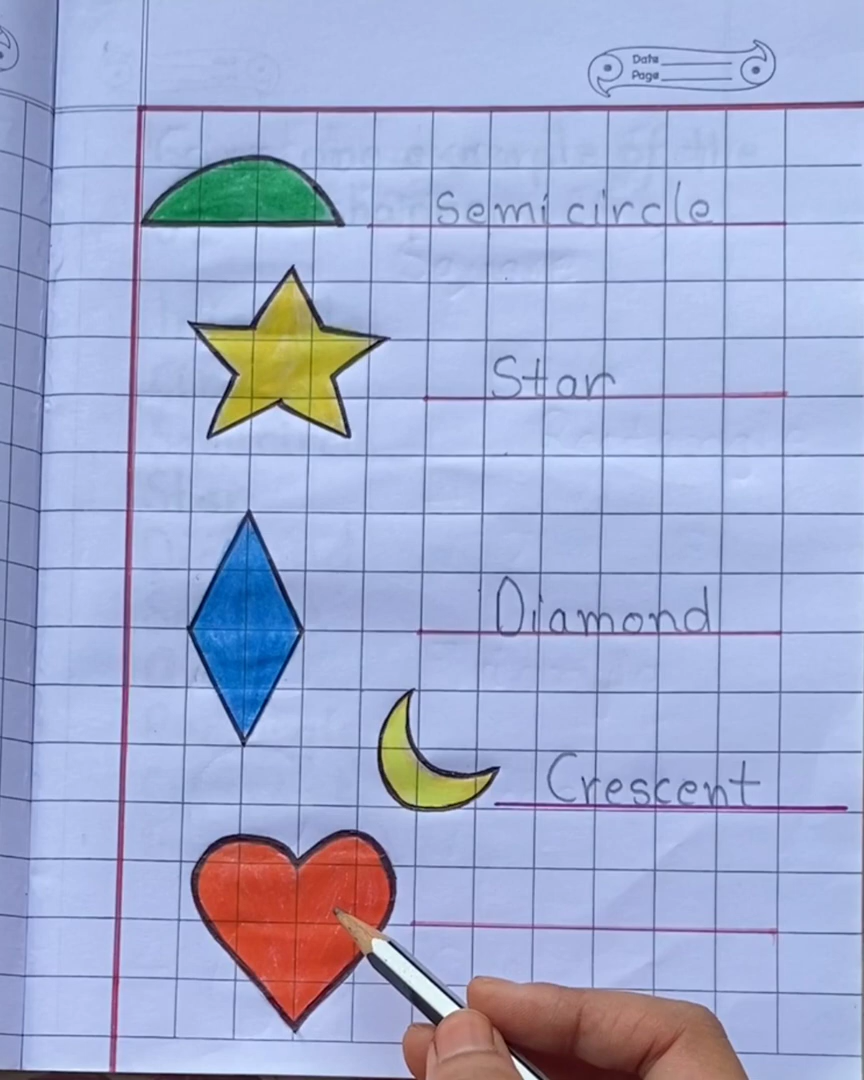 Date
Page
Semicircle
Star
Diamond
Crescent